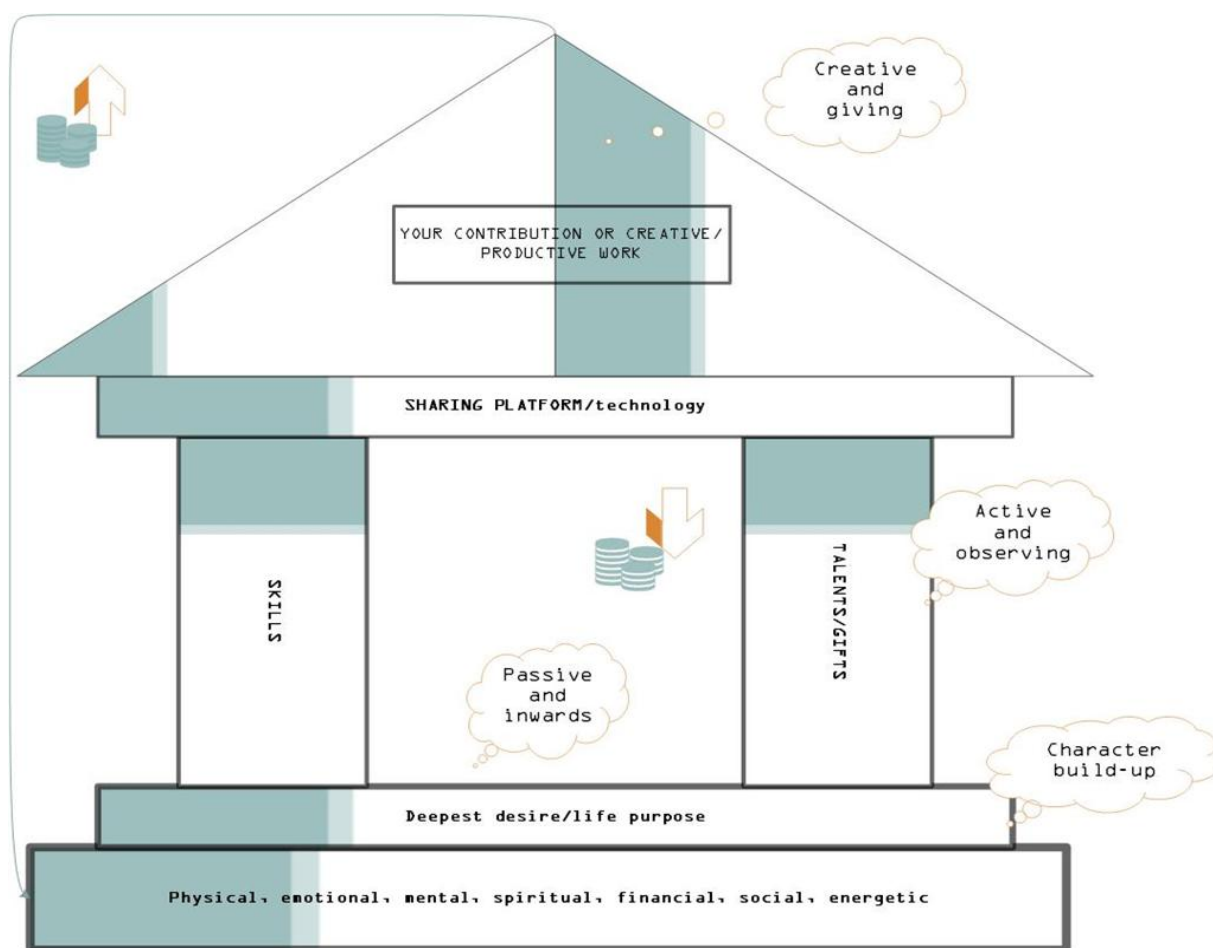 Creative
and
giving
YOUR CONTRIBUTION OR CREATIVE/
PRODUCTIVE WORK
SHARING PLATFORM/technology
SKILLS
TALENTS/GIFTS
Active
and
observing
Passive
and
inwards
Character
build-up
Deepest desire/life purpose
Physical, emotional, mental, spiritual, financial, social, energetic